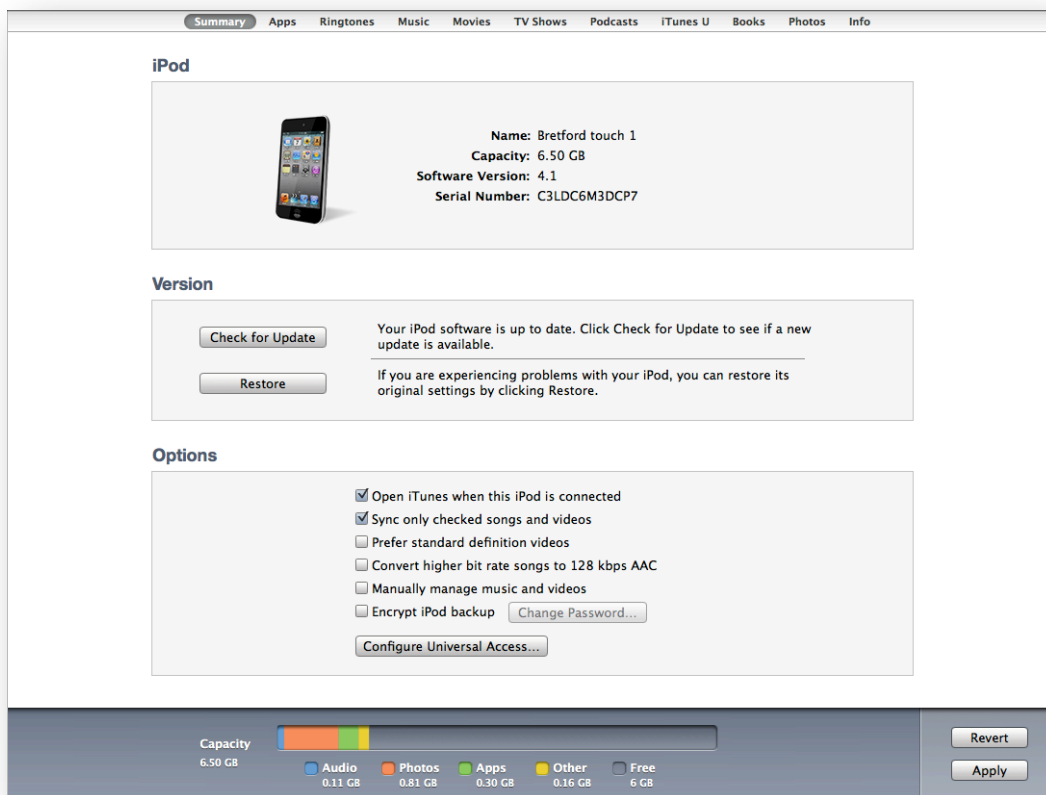 Summary Apps Ringtones Music Movies TV Shows Podcasts iTunes U Books Photos Info
iPod
Name: Bretford touch 1
Capacity: 6.50 GB
Software Version: 4.1
Serial Number: C3LDC6M3DCP7
Version
Check for Update
Your iPod software is up to date. Click Check for Update to see if a new
update is available.
Restore
If you are experiencing problems with your iPod, you can restore its
original settings by clicking Restore.
Options
Open iTunes when this iPod is connected
Sync only checked songs and videos
Prefer standard definition videos
Convert higher bit rate songs to 128 kbps AAC
Manually manage music and videos
Encrypt iPod backup Change Password...
Configure Universal Access...
Capacity
6.50 GB
Audio Photos Apps Other Free
0.11 GB 0.81 GB 0.30 GB 0.16 GB 6 GB
Revert
Apply